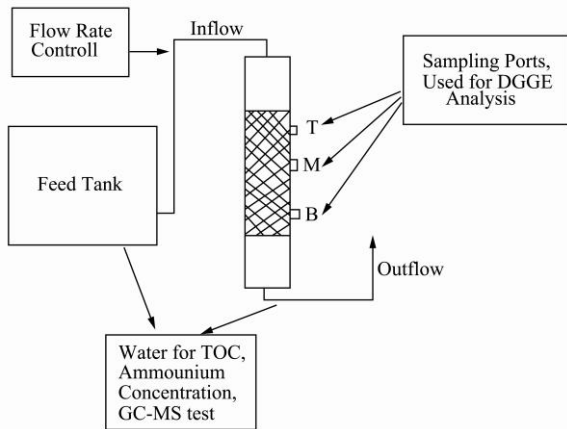 Flow Rate
Controll
Inflow
Sampling Ports,
Used for DGGE
Analysis
T
M
B
Feed Tank
Outflow
Water for TOC,
Ammounium
Concentration,
GC-MS test